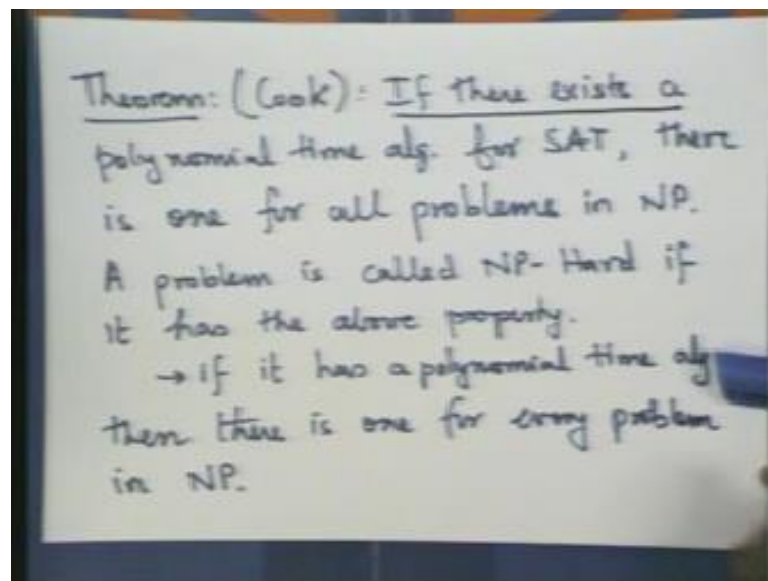 Theorem: (Cook): If there exists a
polynomial time alg. for SAT, there
is one for all problems in NP.
A problem is called NP-Hard if
it has the above property.
→ if it has a polynomial time alg
then there is one for every problem
in NP.